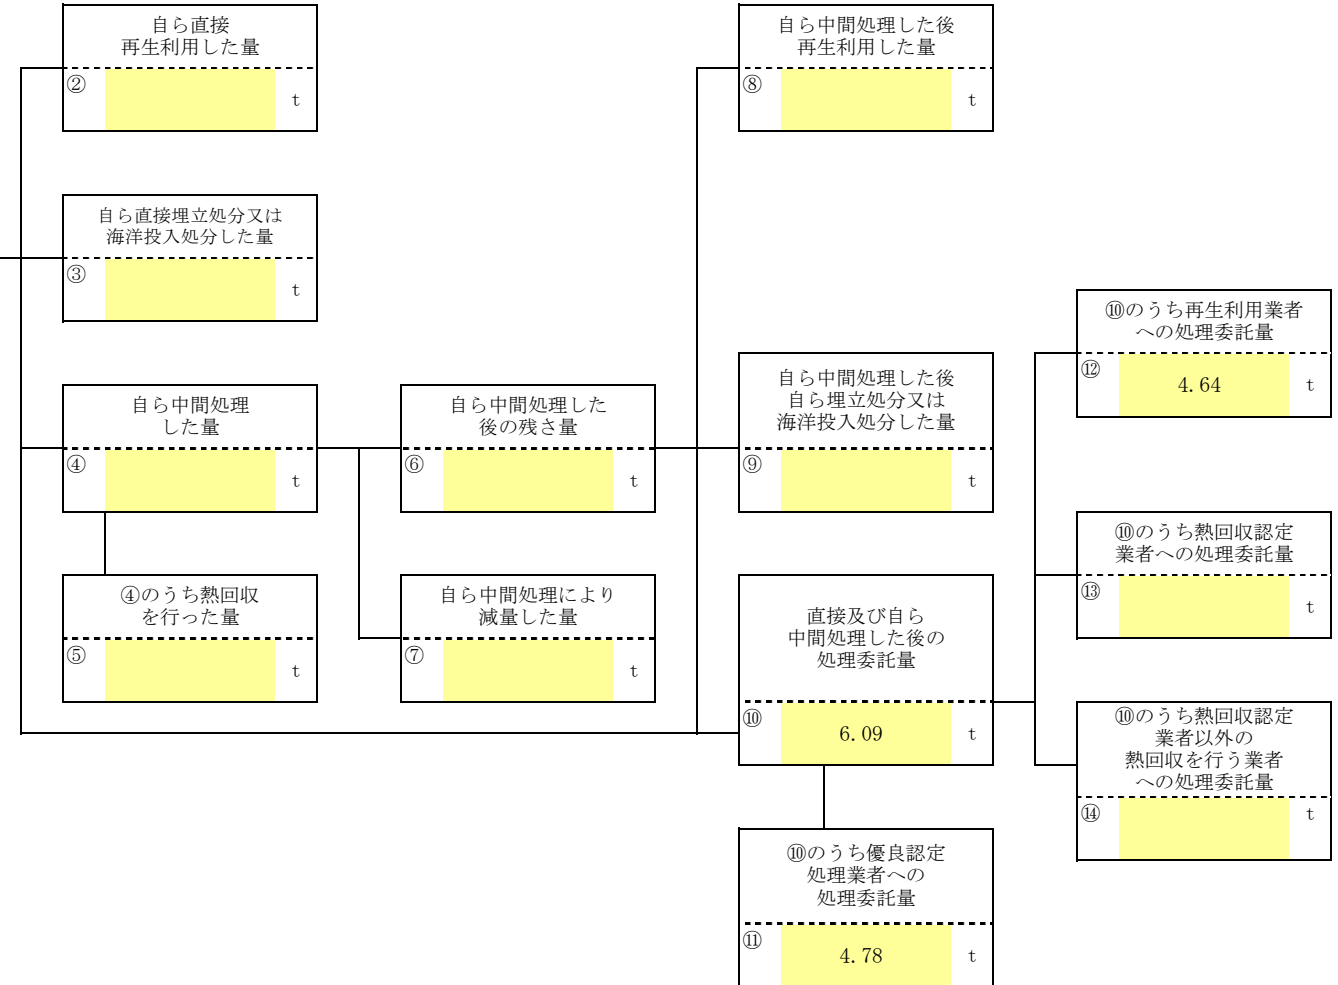 自ら直接
再生利用した量
②
t
自ら中間処理した後
再生利用した量
⑧
t
自ら直接埋立処分又は
海洋投入処分した量
③
t
⑩のうち再生利用業者
への処理委託量
⑫
4.64
t
自ら中間処理
した量
④
t
自ら中間処理した
後の残さ量
⑥
t
自ら中間処理した後
自ら埋立処分又は
海洋投入処分した量
⑨
t
⑩のうち熱回収認定
業者への処理委託量
⑬
t
④のうち熱回収
を行った量
⑤
t
自ら中間処理により
減量した量
⑦
t
直接及び自ら
中間処理した後の
処理委託量
⑩
6.09
t
⑩のうち熱回収認定
業者以外の
熱回収を行う業者
への処理委託量
⑭
t
⑩のうち優良認定
処理業者への
処理委託量
⑪
4.78
t